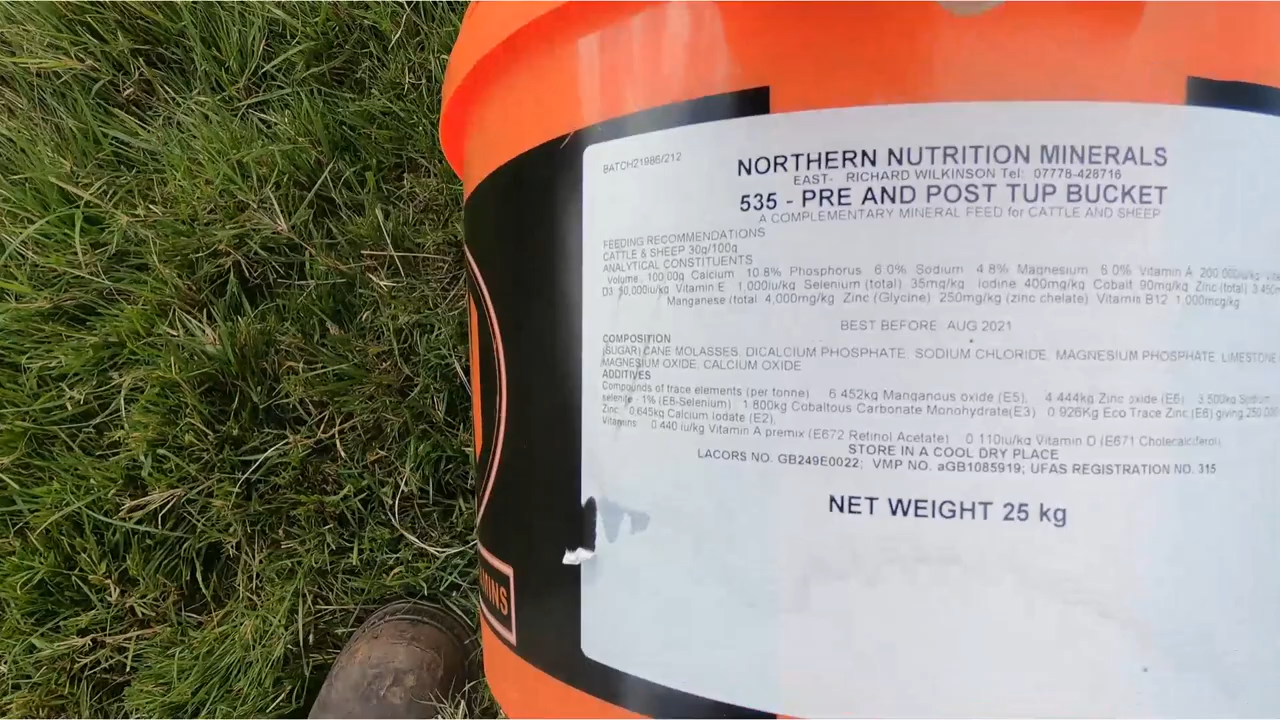 BATCH21986/212
NORTHERN NUTRITION MINERALS
EAST- RICHARD WILKINSON Tel: 07778-428716
535 - PRE AND POST TUP BUCKET
A COMPLEMENTARY MINERAL FEED for CATTLE AND SHEEP
FEEDING RECOMMENDATIONS
CATTLE & SHEEP 30g/100g
ANALYTICAL CONSTITUENTS
Volume 100.00g Calcium 10.8% Phosphorus 6.0% Sodium 4.8% Magnesium 6.0% Vitamin A 200,000iu/kg
D3 50,000iu/kg Vitamin E 1,000iu/kg Selenium (total) 35mg/kg Iodine 400mg/kg Cobalt 90mg/kg Zinc (total)
Manganese (total 4,000mg/kg Zinc (Glycine) 250mg/kg (zinc chelate) Vitamin B12 1,000mcg/kg
BEST BEFORE AUG 2021
COMPOSITION
(SUGAR) CANE MOLASSES, DICALCIUM PHOSPHATE, SODIUM CHLORIDE, MAGNESIUM PHOSPHATE, LIMESTONE
MAGNESIUM OXIDE, CALCIUM OXIDE
ADDITIVES
Compounds of trace elements (per tonne) 6.452kg Manganous oxide (E5), 4.444kg Zinc oxide (E6) 3.500kg Sodium
selenite - 1% (E8-Selenium) 1.800kg Cobaltous Carbonate Monohydrate(E3) 0.926Kg Eco Trace Zinc (E6) giving
Zinc 0.645kg Calcium Iodate (E2),
Vitamins 0.440 iu/kg Vitamin A premix (E672 Retinol Acetate) 0.110iu/kg Vitamin D (E671 Cholecalciferol)
STORE IN A COOL DRY PLACE
LACORS NO. GB249E0022; VMP NO. aGB1085919; UFAS REGISTRATION NO. 315
NET WEIGHT 25 kg
MINS